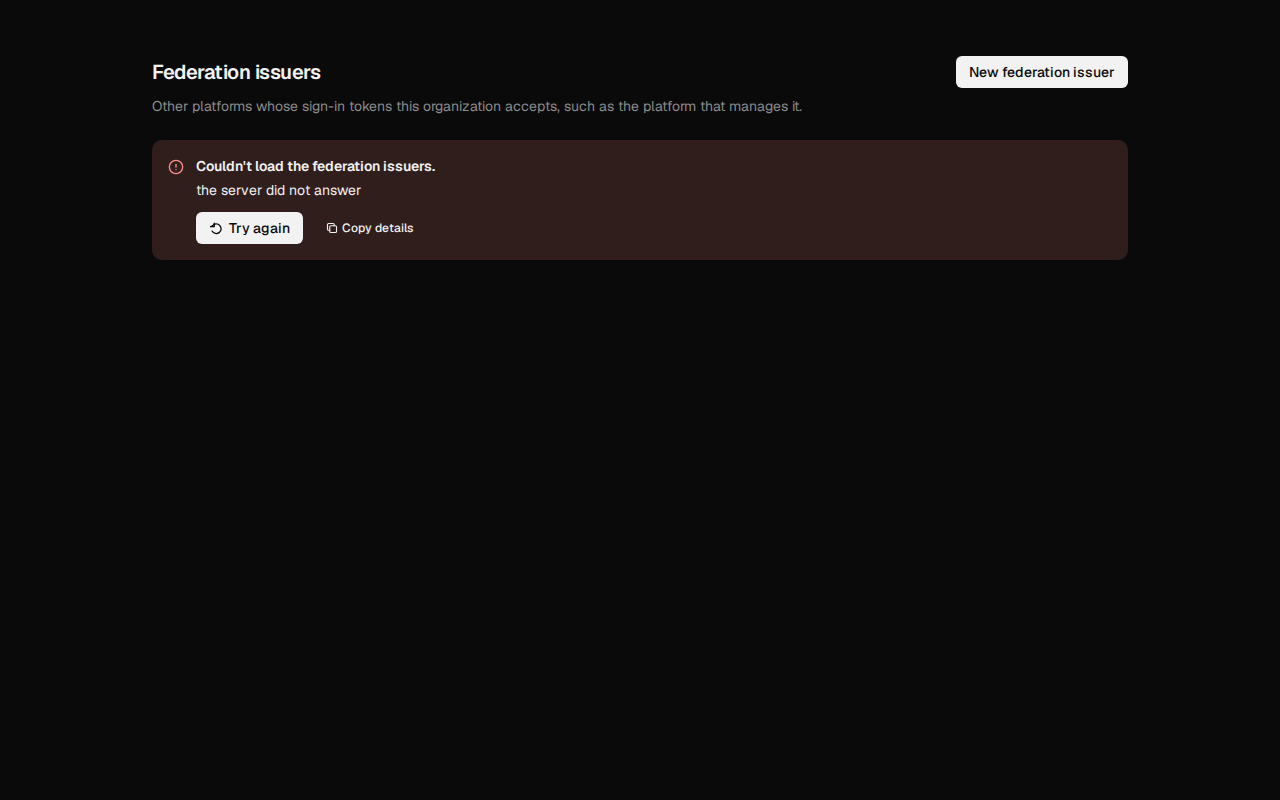 Federation issuers
New federation issuer
Other platforms whose sign-in tokens this organization accepts, such as the platform that manages it.
Couldn't load the federation issuers.
the server did not answer
Try again
Copy details